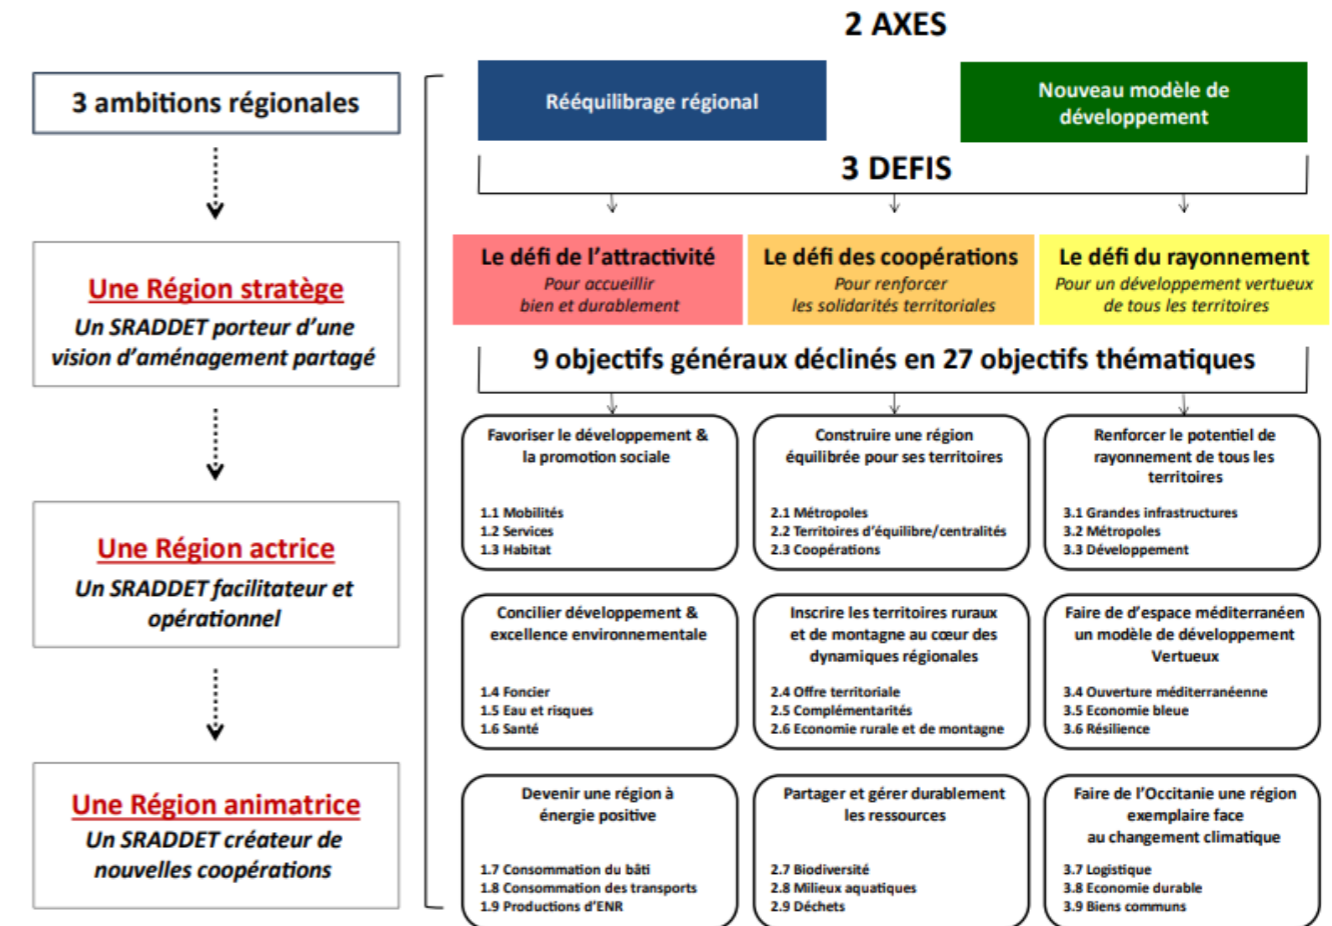 3 ambitions régionales
Une Région stratège
Un SRADDET porteur d'une
vision d'aménagement partagé
Une Région actrice
Un SRADDET facilitateur et
opérationnel
Une Région animatrice
Un SRADDET créateur de
nouvelles coopérations
2 AXES
Rééquilibrage régional
Nouveau modèle de
développement
3 DEFIS
Le défi de l'attractivité
Pour accueillir
bien et durablement
Le défi des coopérations
Pour renforcer
les solidarités territoriales
Le défi du rayonnement
Pour un développement vertueux
de tous les territoires
9 objectifs généraux déclinés en 27 objectifs thématiques
Favoriser le développement &
la promotion sociale
1.1 Mobilités
1.2 Services
1.3 Habitat
Construire une région
équilibrée pour ses territoires
2.1 Métropoles
2.2 Territoires d'équilibre/centralités
2.3 Coopérations
Renforcer le potentiel de
rayonnement de tous les
territoires
3.1 Grandes infrastructures
3.2 Métropoles
3.3 Développement
Concilier développement &
excellence environnementale
1.4 Foncier
1.5 Eau et risques
1.6 Santé
Inscrire les territoires ruraux
et de montagne au cœur des
dynamiques régionales
2.4 Offre territoriale
2.5 Complémentarités
2.6 Economie rurale et de montagne
Faire de d'espace méditerranéen
un modèle de développement
Vertueux
3.4 Ouverture méditerranéenne
3.5 Economie bleue
3.6 Résilience
Devenir une région à
énergie positive
1.7 Consommation du bâti
1.8 Consommation des transports
1.9 Productions d'ENR
Partager et gérer durablement
les ressources
2.7 Biodiversité
2.8 Milieux aquatiques
2.9 Déchets
Faire de l'Occitanie une région
exemplaire face
au changement climatique
3.7 Logistique
3.8 Economie durable
3.9 Biens communs